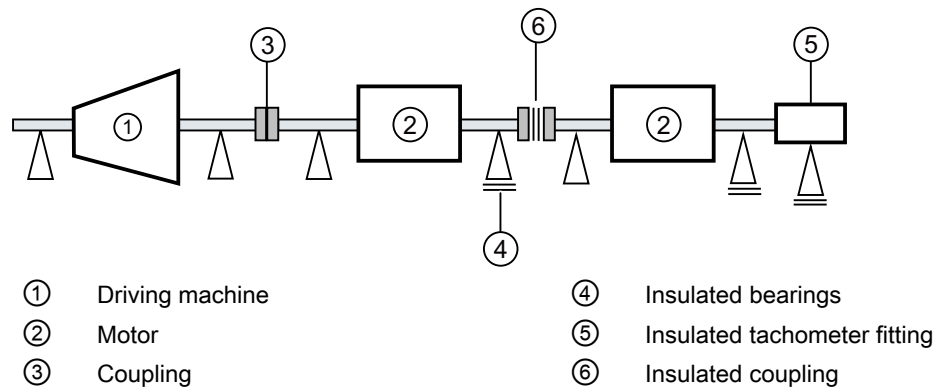 ⑥
③
⑤
① ② ②
④
① Driving machine
② Motor
③ Coupling
④ Insulated bearings
⑤ Insulated tachometer fitting
⑥ Insulated coupling